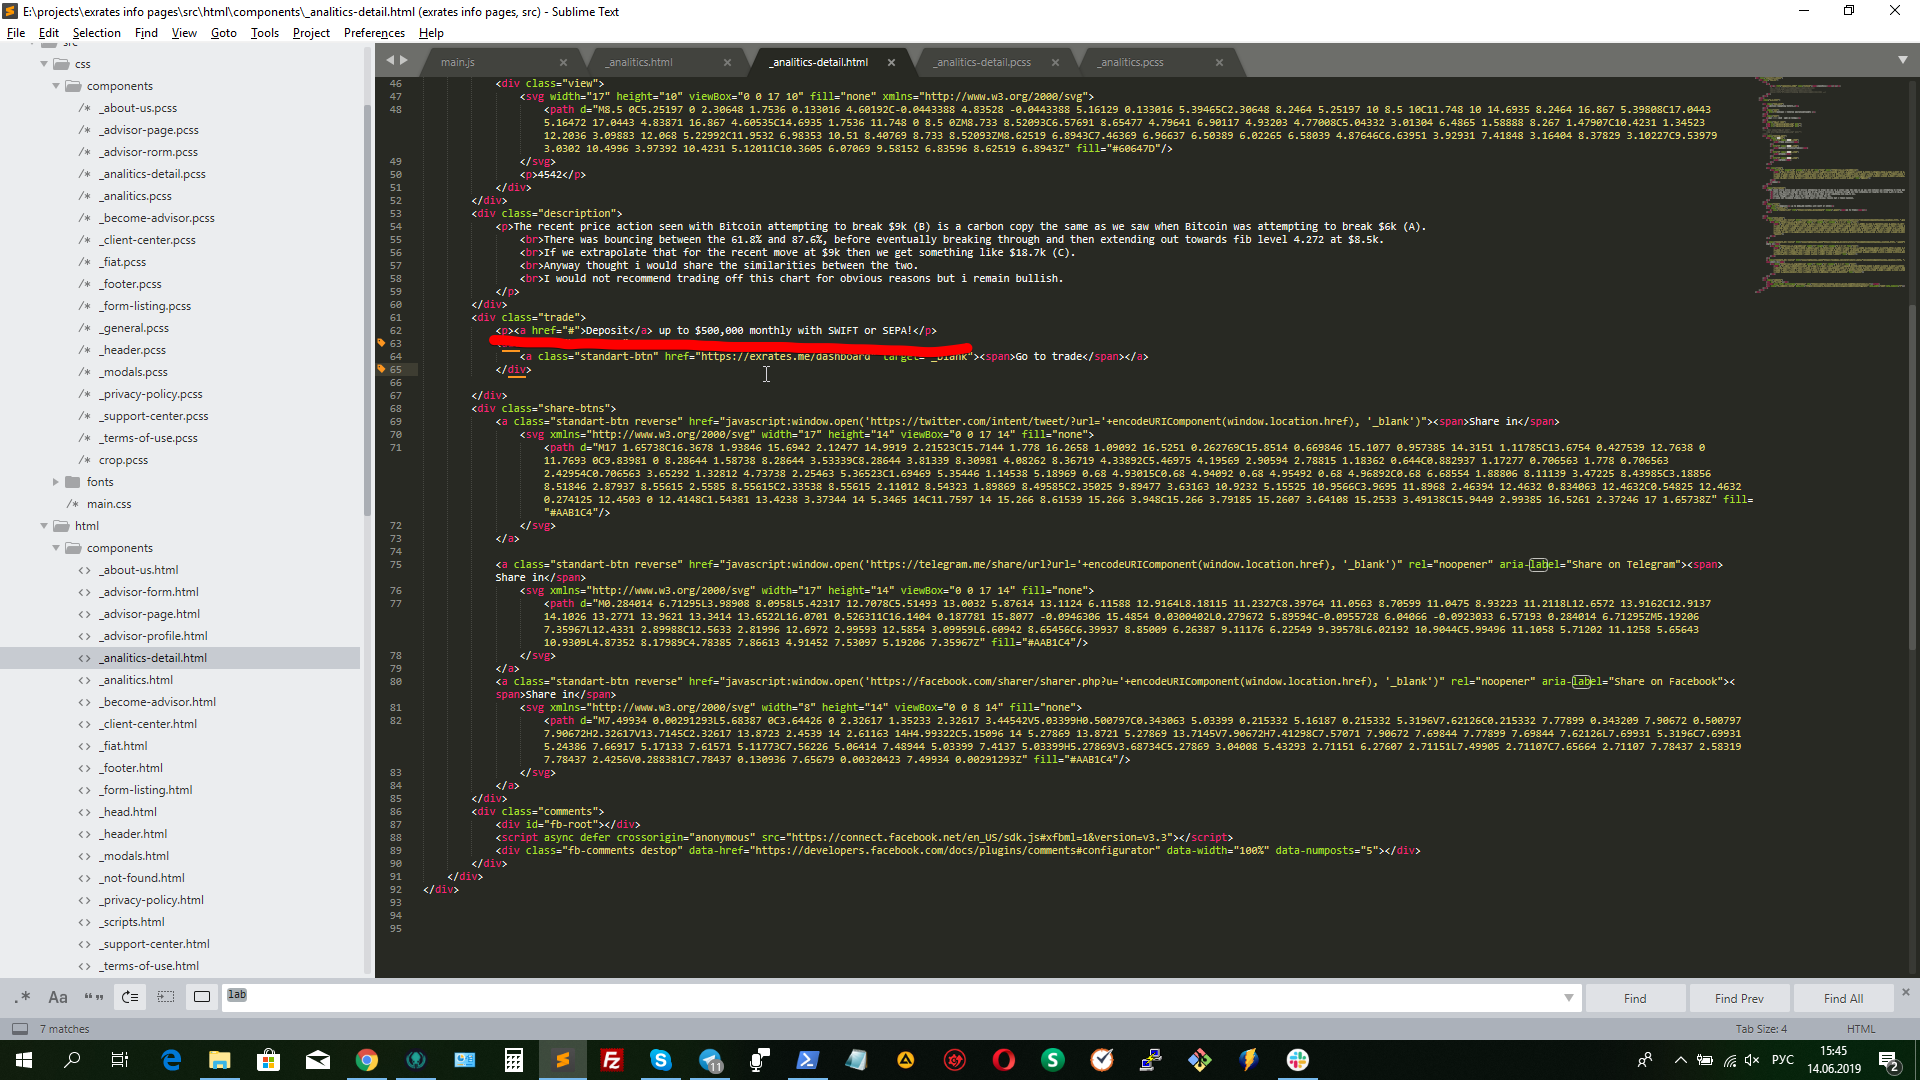 E:\projects\exrates info pages\src\html\components\_analitics-detail.html (exrates info pages, src) - Sublime Text
File Edit Selection Find View Goto Tools Project Preferences Help
src
css
components
/* _about-us.pcss
/* _advisor-page.pcss
/* _advisor-rorm.pcss
/* _analitics-detail.pcss
/* _analitics.pcss
/* _become-advisor.pcss
/* _client-center.pcss
/* _fiat.pcss
/* _footer.pcss
/* _form-listing.pcss
/* _general.pcss
/* _header.pcss
/* _modals.pcss
/* _privacy-policy.pcss
/* _support-center.pcss
/* _terms-of-use.pcss
/* crop.pcss
fonts
/* main.css
html
components
<> _about-us.html
<> _advisor-form.html
<> _advisor-page.html
<> _advisor-profile.html
<> _analitics-detail.html
<> _analitics.html
<> _become-advisor.html
<> _client-center.html
<> _fiat.html
<> _footer.html
<> _form-listing.html
<> _head.html
<> _header.html
<> _modals.html
<> _not-found.html
<> _privacy-policy.html
<> _scripts.html
<> _support-center.html
<> _terms-of-use.html
main.js _analitics.html _analitics-detail.html _analitics-detail.pcss _analitics.pcss
46 <div class="view">
47 <svg width="17" height="10" viewBox="0 0 17 10" fill="none" xmlns="http://www.w3.org/2000/svg">
48 <path d="M8.5 0C5.25197 0 2.30648 1.7536 0.133016 4.60192C-0.0443388 4.83528 -0.0443388 5.16129 0.133016 5.39465C2.30648 8.2464 5.25197 10 8.5 10C11.748 10 14.6935 8.2464 16.867 5.39808C17.0443
5.16472 17.0443 4.83871 16.867 4.60535C14.6935 1.7536 11.748 0 8.5 0ZM8.733 8.52093C6.57691 8.65477 4.79641 6.90117 4.93203 4.77008C5.04332 3.01304 6.4865 1.58888 8.267 1.47907C10.4231 1.34523
12.2036 3.09883 12.068 5.22992C11.9532 6.98353 10.51 8.40769 8.733 8.52093ZM8.62519 6.8943C7.46369 6.96637 6.50389 6.02265 6.58039 4.87646C6.63951 3.92931 7.41848 3.16404 8.37829 3.10227C9.53979
3.0302 10.4996 3.97392 10.4231 5.12011C10.3605 6.07069 9.58152 6.83596 8.62519 6.8943Z" fill="#60647D"/>
49 </svg>
50 <p>4542</p>
51 </div>
52 </div>
53 <div class="description">
54 <p>The recent price action seen with Bitcoin attempting to break $9k (B) is a carbon copy the same as we saw when Bitcoin was attempting to break $6k (A).
55 <br>There was bouncing between the 61.8% and 87.6%, before eventually breaking through and then extending out towards fib level 4.272 at $8.5k.
56 <br>If we extrapolate that for the recent move at $9k then we get something like $18.7k (C).
57 <br>Anyway thought i would share the similarities between the two.
58 <br>I would not recommend trading off this chart for obvious reasons but i remain bullish.
59 </p>
60 </div>
61 <div class="trade">
62 <p><a href="#">Deposit</a> up to $500,000 monthly with SWIFT or SEPA!</p>
63
64 <a class="standart-btn" href="https://exrates.me/dashboard" target="_blank"><span>Go to trade</span></a>
65 </div>
66
67 </div>
68 <div class="share-btns">
69 <a class="standart-btn reverse" href="javascript:window.open('https://twitter.com/intent/tweet/?url='+encodeURIComponent(window.location.href), '_blank')"><span>Share in</span>
70 <svg xmlns="http://www.w3.org/2000/svg" width="17" height="14" viewBox="0 0 17 14" fill="none">
71 <path d="M17 1.65738C16.3678 1.93846 15.6942 2.12477 14.9919 2.21523C15.7144 1.778 16.2658 1.09092 16.5251 0.262769C15.8514 0.669846 15.1077 0.957385 14.3151 1.11785C13.6754 0.427539 12.7638 0
11.7693 0C9.83981 0 8.28644 1.58738 8.28644 3.53339C8.28644 3.81339 8.30981 4.08262 8.36719 4.33892C5.46975 4.19569 2.90594 2.78815 1.18362 0.644C0.882937 1.17277 0.706563 1.778 0.706563
2.42954C0.706563 3.65292 1.32812 4.73738 2.25463 5.36523C1.69469 5.35446 1.14538 5.18969 0.68 4.93015C0.68 4.94092 0.68 4.95492 0.68 4.96892C0.68 6.68554 1.88806 8.11139 3.47225 8.43985C3.18856
8.51846 2.87937 8.55615 2.5585 8.55615C2.33538 8.55615 2.11012 8.54323 1.89869 8.49585C2.35025 9.89477 3.63163 10.9232 5.15525 10.9566C3.9695 11.8968 2.46394 12.4632 0.834063 12.4632C0.54825 12.4632
0.274125 12.4503 0 12.4148C1.54381 13.4238 3.37344 14 5.3465 14C11.7597 14 15.266 8.61539 15.266 3.948C15.266 3.79185 15.2607 3.64108 15.2533 3.49138C15.9449 2.99385 16.5261 2.37246 17 1.65738Z" fill=
"#AAB1C4"/>
72 </svg>
73 </a>
74
75 <a class="standart-btn reverse" href="javascript:window.open('https://telegram.me/share/url?url='+encodeURIComponent(window.location.href), '_blank')" rel="noopener" aria-label="Share on Telegram"><span>
Share in</span>
76 <svg xmlns="http://www.w3.org/2000/svg" width="17" height="14" viewBox="0 0 17 14" fill="none">
77 <path d="M0.284014 6.71295L3.98908 8.0958L5.42317 12.7078C5.51493 13.0032 5.87614 13.1124 6.11588 12.9164L8.18115 11.2327C8.39764 11.0563 8.70599 11.0475 8.93223 11.2118L12.6572 13.9162C12.9137
14.1026 13.2771 13.9621 13.3414 13.6522L16.0701 0.526311C16.1404 0.187781 15.8077 -0.0946306 15.4854 0.0300402L0.279672 5.89594C-0.0955728 6.04066 -0.0923033 6.57193 0.284014 6.71295ZM5.19206
7.35967L12.4331 2.89988C12.5633 2.81996 12.6972 2.99593 12.5854 3.09959L6.60942 8.65456C6.39937 8.85009 6.26387 9.11176 6.22549 9.39578L6.02192 10.9044C5.99496 11.1058 5.71202 11.1258 5.65643
10.9309L4.87352 8.17989C4.78385 7.86613 4.91452 7.53097 5.19206 7.35967Z" fill="#AAB1C4"/>
78 </svg>
79 </a>
80 <a class="standart-btn reverse" href="javascript:window.open('https://facebook.com/sharer/sharer.php?u='+encodeURIComponent(window.location.href), '_blank')" rel="noopener" aria-label="Share on Facebook"><
span>Share in</span>
81 <svg xmlns="http://www.w3.org/2000/svg" width="8" height="14" viewBox="0 0 8 14" fill="none">
82 <path d="M7.49934 0.00291293L5.68387 0C3.64426 0 2.32617 1.35233 2.32617 3.44542V5.03399H0.500797C0.343063 5.03399 0.215332 5.16187 0.215332 5.3196V7.62126C0.215332 7.77899 0.343209 7.90672 0.500797
7.90672H2.32617V13.7145C2.32617 13.8723 2.4539 14 2.61163 14H4.99322C5.15096 14 5.27869 13.8721 5.27869 13.7145V7.90672H7.41298C7.57071 7.90672 7.69844 7.77899 7.69844 7.62126L7.69931 5.3196C7.69931
5.24386 7.66917 5.17133 7.61571 5.11773C7.56226 5.06414 7.48944 5.03399 7.4137 5.03399H5.27869V3.68734C5.27869 3.04008 5.43293 2.71151 6.27607 2.71151L7.49905 2.71107C7.65664 2.71107 7.78437 2.58319
7.78437 2.4256V0.288381C7.78437 0.130936 7.65679 0.00320423 7.49934 0.00291293Z" fill="#AAB1C4"/>
83 </svg>
84 </a>
85 </div>
86 <div class="comments">
87 <div id="fb-root"></div>
88 <script async defer crossorigin="anonymous" src="https://connect.facebook.net/en_US/sdk.js#xfbml=1&version=v3.3"></script>
89 <div class="fb-comments destop" data-href="https://developers.facebook.com/docs/plugins/comments#configurator" data-width="100%" data-numposts="5"></div>
90 </div>
91 </div>
92 </div>
93
94
95
.* Aa “ ” lab Find Find Prev Find All
7 matches Tab Size: 4 HTML
11 РУС 15:45
14.06.2019 2